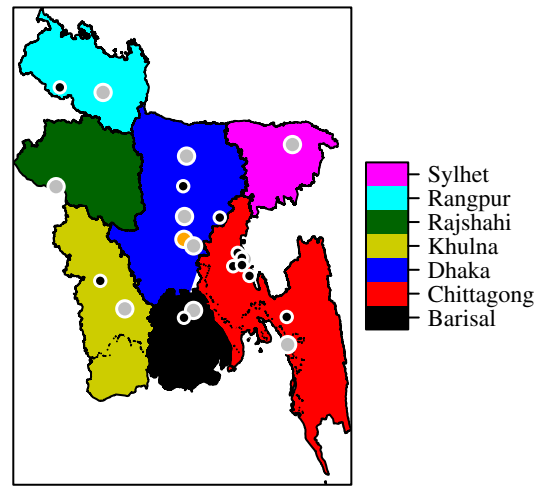 Sylhet
Rangpur
Rajshahi
Khulna
Dhaka
Chittagong
Barisal